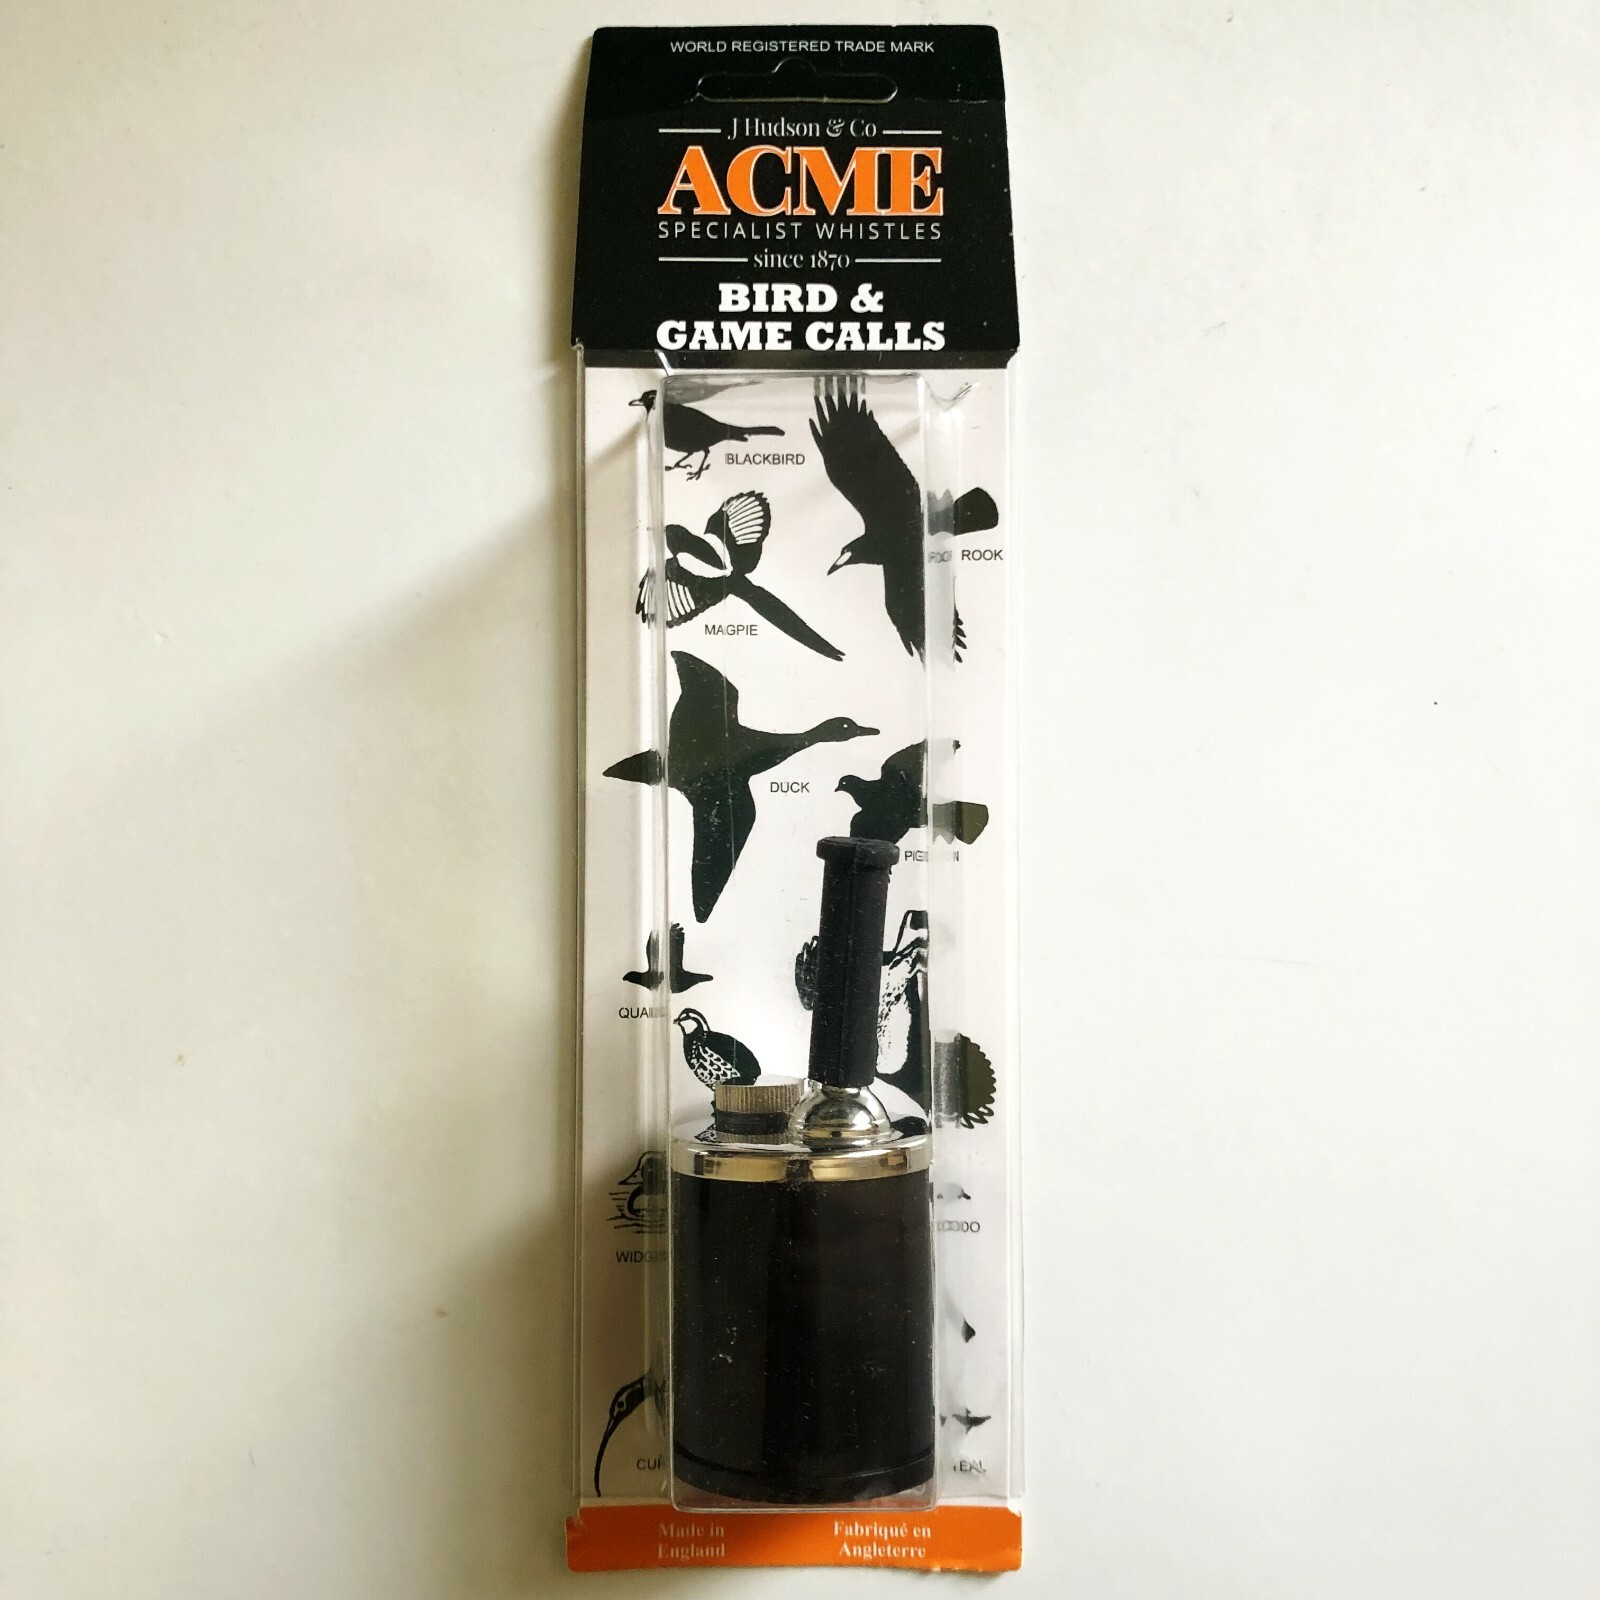 WORLD REGISTERED TRADE MARK
J Hudson & Co
ACME
SPECIALIST WHISTLES
since 1870
BIRD &
GAME CALLS
BLACKBIRD
ROOK
MAGPIE
DUCK
Made in
England
Fabriqué en
Angleterre